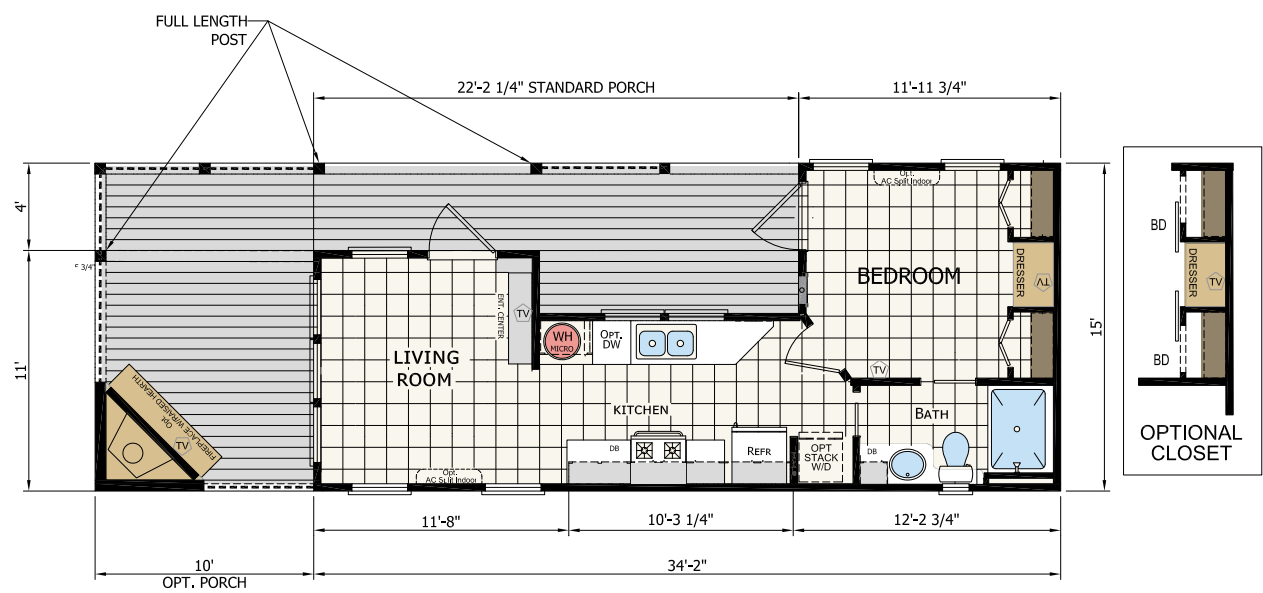 FULL LENGTH
POST
22'-2 1/4" STANDARD PORCH
11'-11 3/4"
4'
11'
15'
Opt.
AC Split Indoor
BEDROOM
DRESSER
TV
TV
ENT. CENTER
TV
LIVING
ROOM
WH
MICRO
OPT.
DW
KITCHEN
DB
REFR
OPT
STACK
W/D
BATH
DB
Opt.
AC Split Indoor
Opt.
FIREPLACE W/RAISED HEARTH
TV
3/4"
11'-8"
10'-3 1/4"
12'-2 3/4"
10'
OPT. PORCH
34'-2"
BD
DRESSER
TV
BD
OPTIONAL
CLOSET